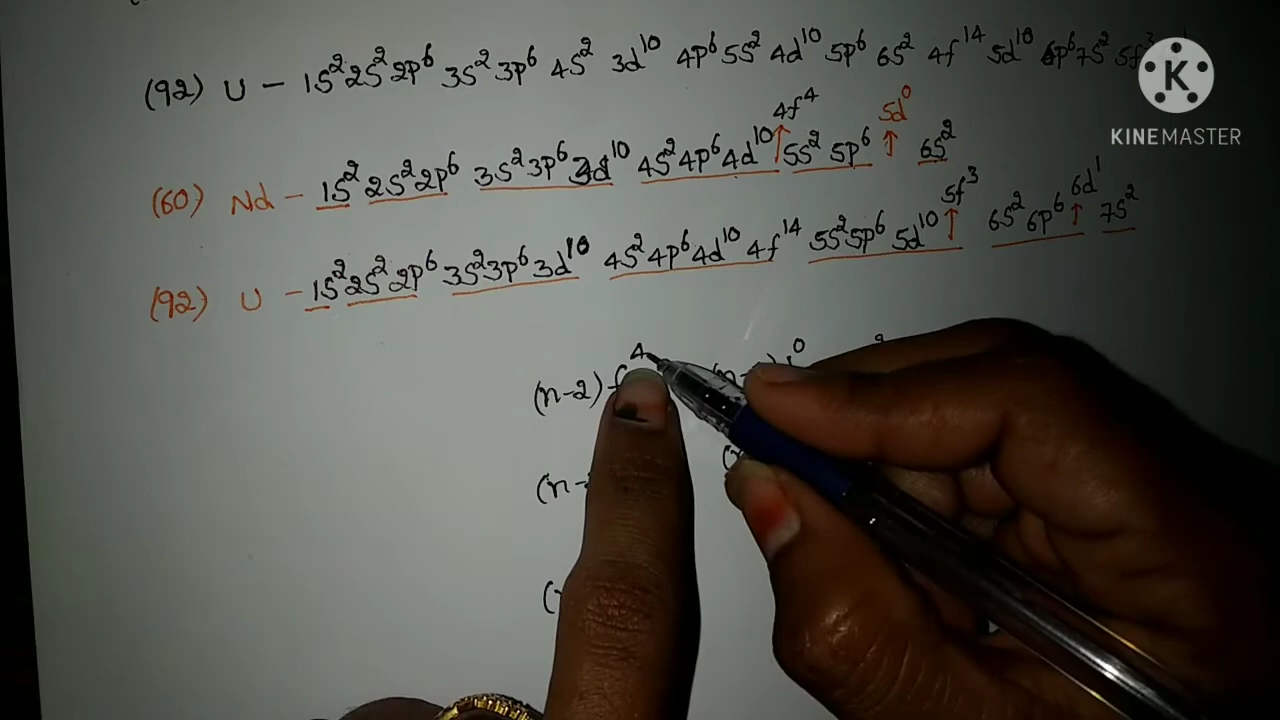 (92) U - 1S² 2S² 2p⁶ 3S² 3p⁶ 4S² 3d¹⁰ 4p⁶ 5S² 4d¹⁰ 5p⁶ 6S² 4f¹⁴ 5d¹⁰ 6p⁶ 7S² 5f³
K
KINEMASTER
4f⁴ 5d⁰
(60) Nd - 1S² 2S² 2p⁶ 3S² 3p⁶ 3d¹⁰ 4S² 4p⁶ 4d¹⁰ ↑ 5S² 5p⁶ ↑ 6S²
5f³ 6d¹
(92) U - 1S² 2S² 2p⁶ 3S² 3p⁶ 3d¹⁰ 4S² 4p⁶ 4d¹⁰ 4f¹⁴ 5S² 5p⁶ 5d¹⁰ ↑ 6S² 6p⁶ ↑ 7S²
(n-2) f⁴
(n-